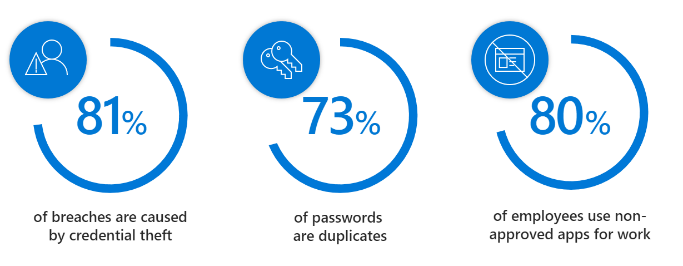 81%
of breaches are caused
by credential theft
73%
of passwords
are duplicates
80%
of employees use non-
approved apps for work